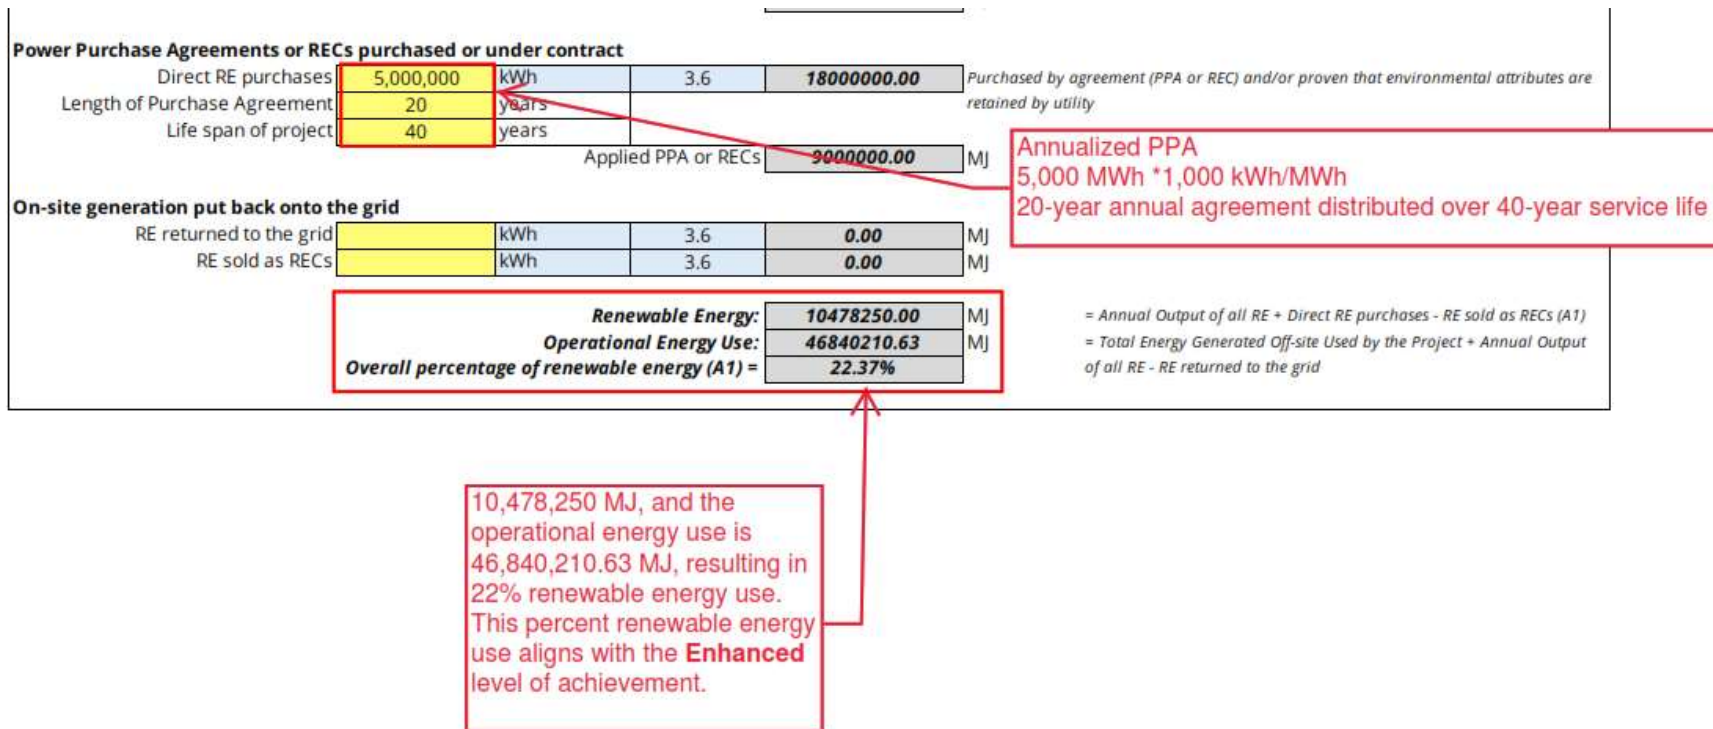 Power Purchase Agreements or RECs purchased or under contract
Direct RE purchases 5,000,000 kWh 3.6 18000000.00 Purchased by agreement (PPA or REC) and/or proven that environmental attributes are
Length of Purchase Agreement 20 years retained by utility
Life span of project 40 years
Applied PPA or RECs 9000000.00 MJ
Annualized PPA
5,000 MWh *1,000 kWh/MWh
20-year annual agreement distributed over 40-year service life
On-site generation put back onto the grid
RE returned to the grid kWh 3.6 0.00 MJ
RE sold as RECs kWh 3.6 0.00 MJ
Renewable Energy: 10478250.00 MJ = Annual Output of all RE + Direct RE purchases - RE sold as RECs (A1)
Operational Energy Use: 46840210.63 MJ = Total Energy Generated Off-site Used by the Project + Annual Output
Overall percentage of renewable energy (A1) = 22.37% of all RE - RE returned to the grid
10,478,250 MJ, and the
operational energy use is
46,840,210.63 MJ, resulting in
22% renewable energy use.
This percent renewable energy
use aligns with the Enhanced
level of achievement.